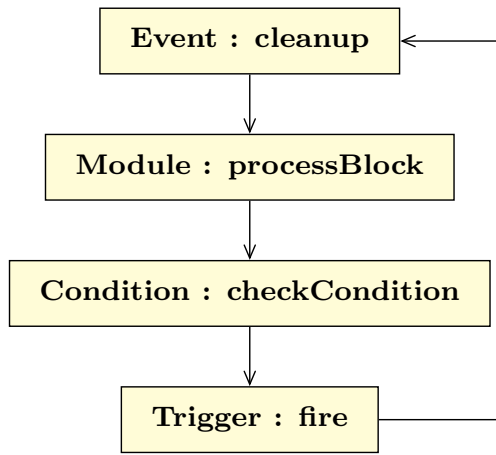 Event : cleanup
Module : processBlock
Condition : checkCondition
Trigger : fire